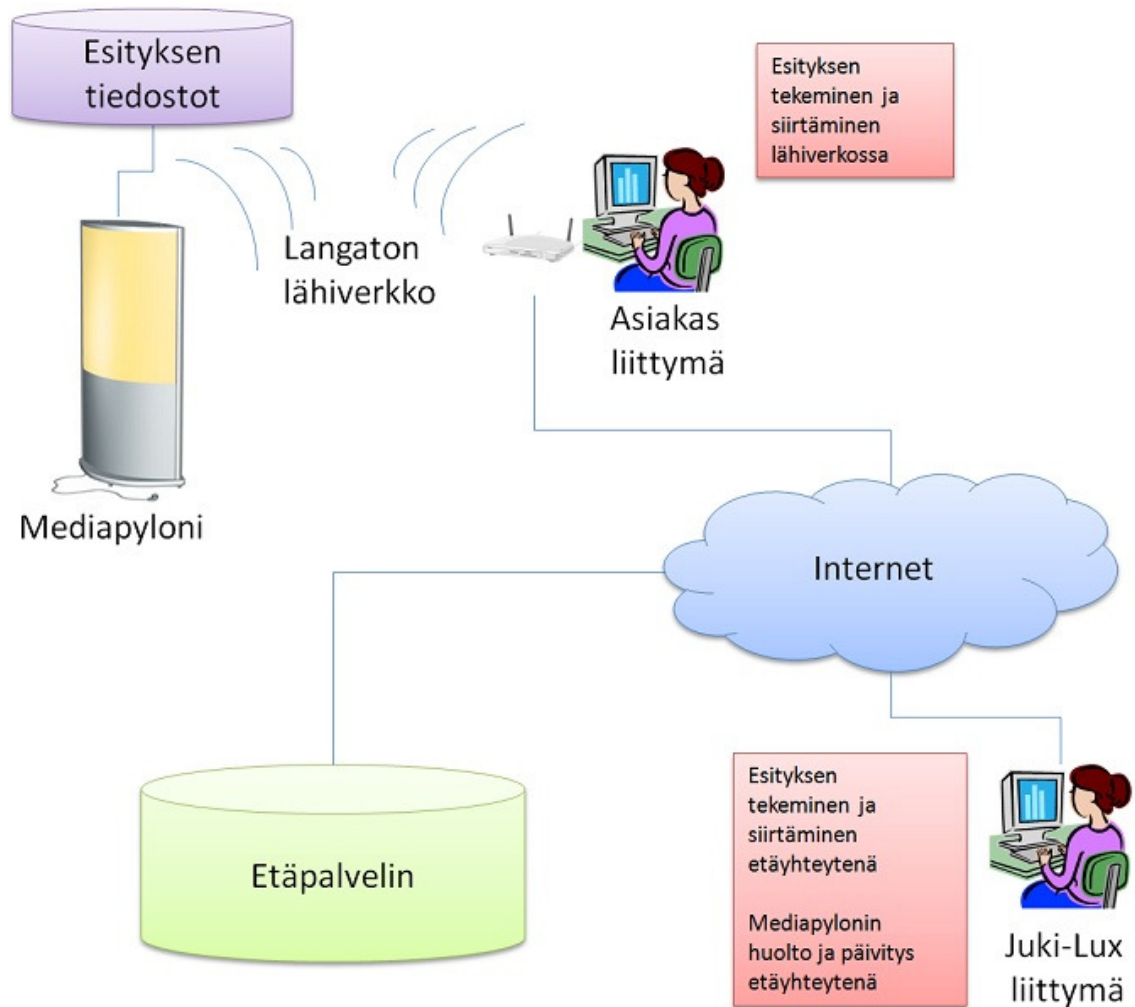 Esityksen
tiedostot
Esityksen
tekeminen ja
siirtäminen
lähiverkossa
Langaton
lähiverkko
Asiakas
liittymä
Mediapyloni
Internet
Etäpalvelin
Esityksen
tekeminen ja
siirtäminen
etäyhteytenä
Mediapylonin
huolto ja päivitys
etäyhteytenä
Juki-Lux
liittymä